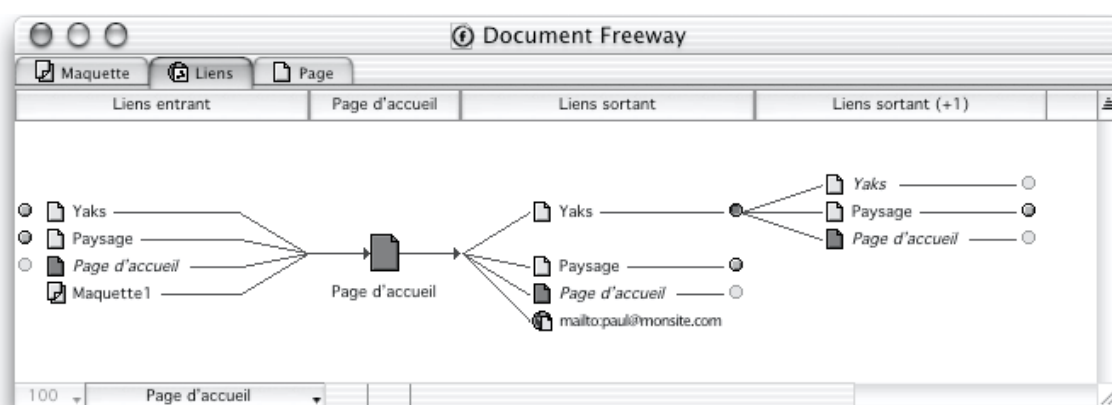 Document Freeway
Maquette Liens Page
Liens entrant Page d'accueil Liens sortant Liens sortant (+1)
Yaks
Yaks Yaks Paysage
Paysage Page d'accueil
Page d'accueil Paysage
Maquette1 Page d'accueil Page d'accueil
mailto:paul@monsite.com
100 Page d'accueil